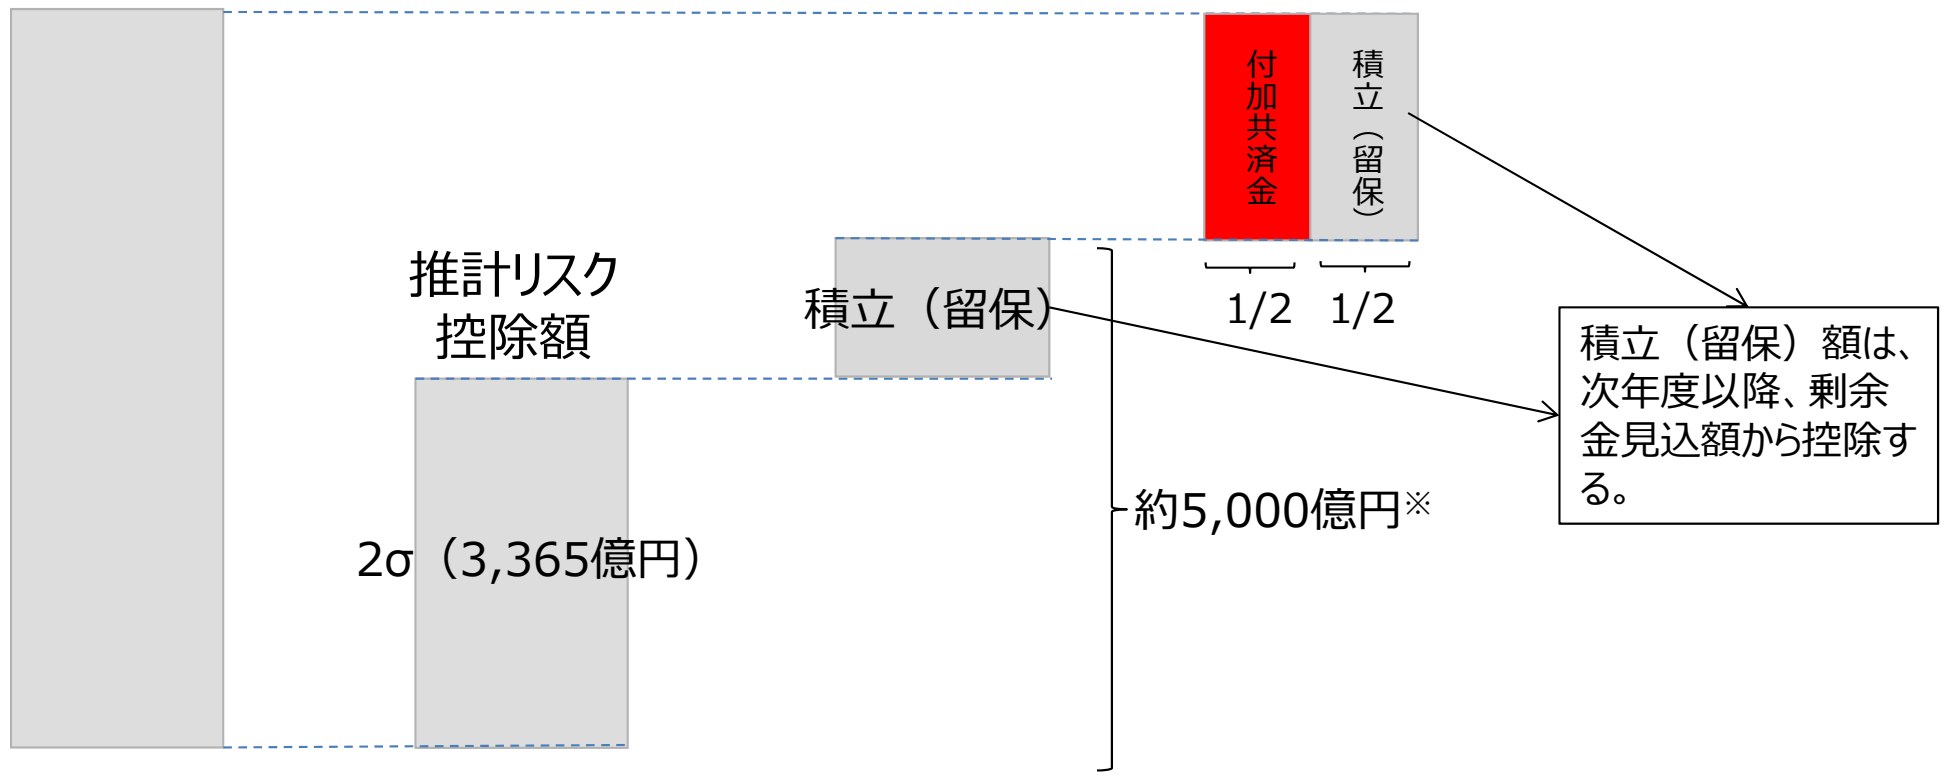 推計リスク
控除額
2σ（3,365億円）
積立（留保）
約5,000億円※
付加共済金
積立（留保）
1/2
1/2
積立（留保）額は、
次年度以降、剰余
金見込額から控除す
る。